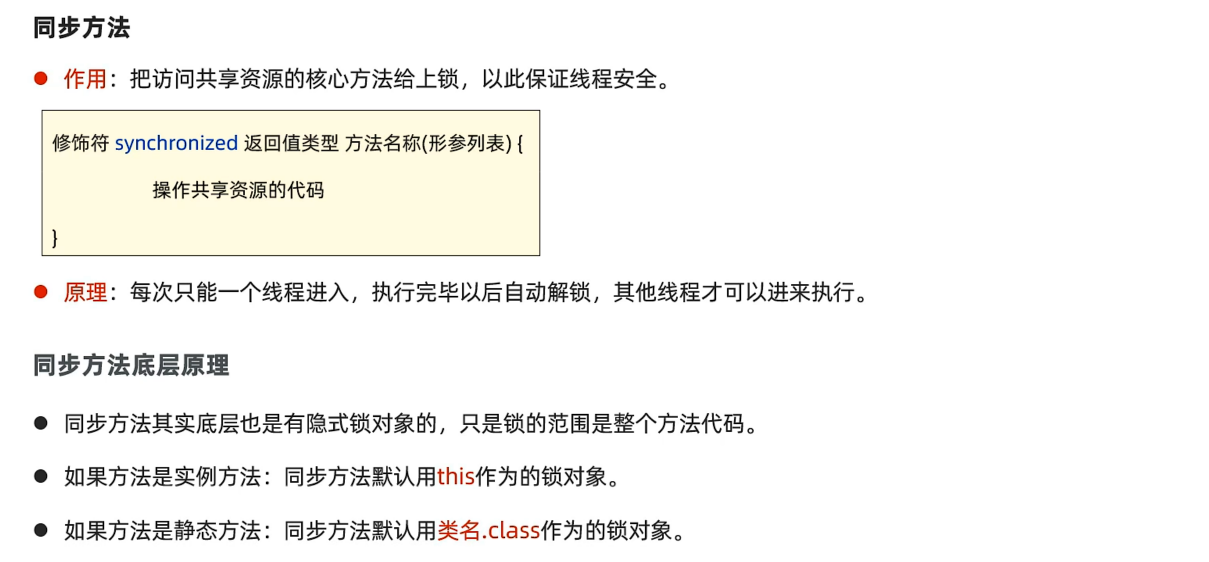 同步方法
作用：把访问共享资源的核心方法给上锁，以此保证线程安全。
修饰符 synchronized 返回值类型 方法名称(形参列表) {
操作共享资源的代码
}
原理：每次只能一个线程进入，执行完毕以后自动解锁，其他线程才可以进来执行。
同步方法底层原理
同步方法其实底层也是有隐式锁对象的，只是锁的范围是整个方法代码。
如果方法是实例方法：同步方法默认用this作为的锁对象。
如果方法是静态方法：同步方法默认用类名.class作为的锁对象。